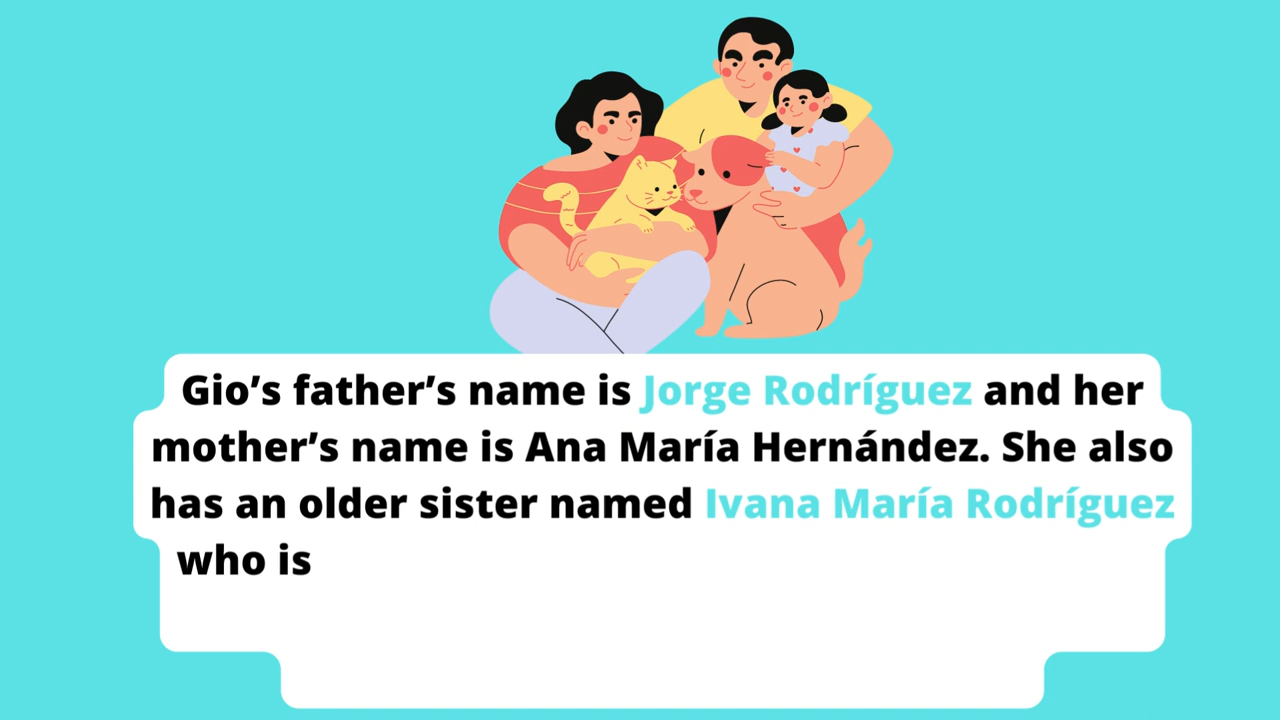 Gio’s father’s name is Jorge Rodríguez and her
mother’s name is Ana María Hernández. She also
has an older sister named Ivana María Rodríguez
who is